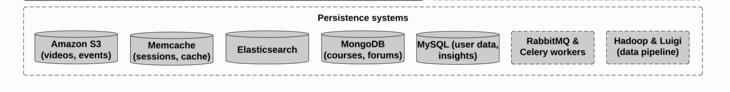 Persistence systems
Amazon S3
(videos, events)
Memcache
(sessions, cache)
Elasticsearch
MongoDB
(courses, forums)
MySQL (user data,
insights)
RabbitMQ &
Celery workers
Hadoop & Luigi
(data pipeline)